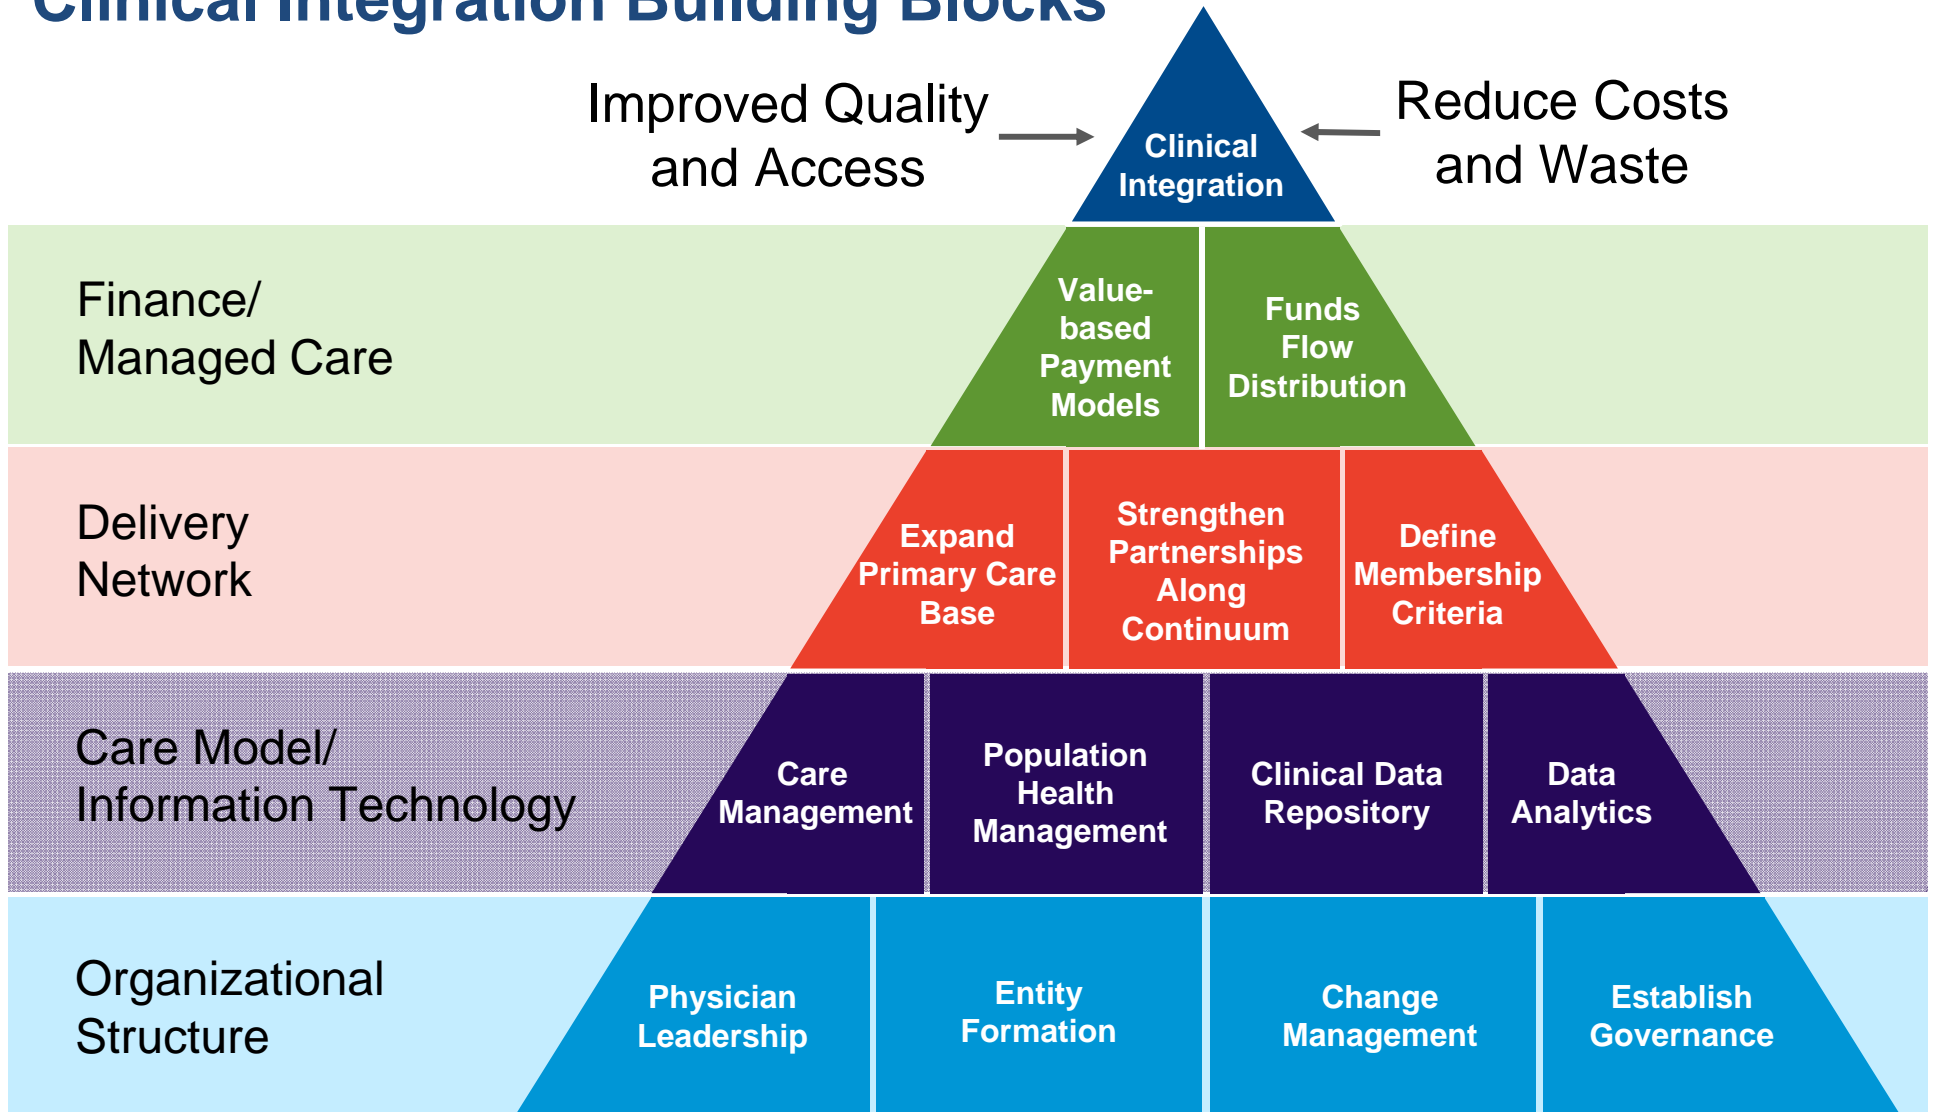 Clinical Integration Building Blocks
Improved Quality
and Access
Reduce Costs
and Waste
Clinical
Integration
Finance/
Managed Care
Value-
based
Payment
Models
Funds
Flow
Distribution
Delivery
Network
Expand
Primary Care
Base
Strengthen
Partnerships
Along
Continuum
Define
Membership
Criteria
Care Model/
Information Technology
Care
Management
Population
Health
Management
Clinical Data
Repository
Data
Analytics
Organizational
Structure
Physician
Leadership
Entity
Formation
Change
Management
Establish
Governance